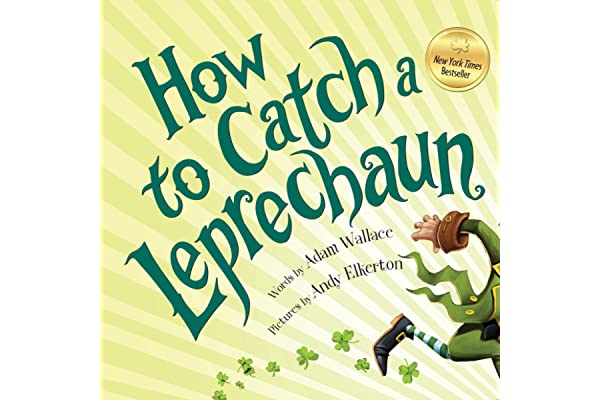 How
to Catch a
Leprechaun
New York Times
Bestseller
Words by Adam Wallace
Pictures by Andy Elkerton